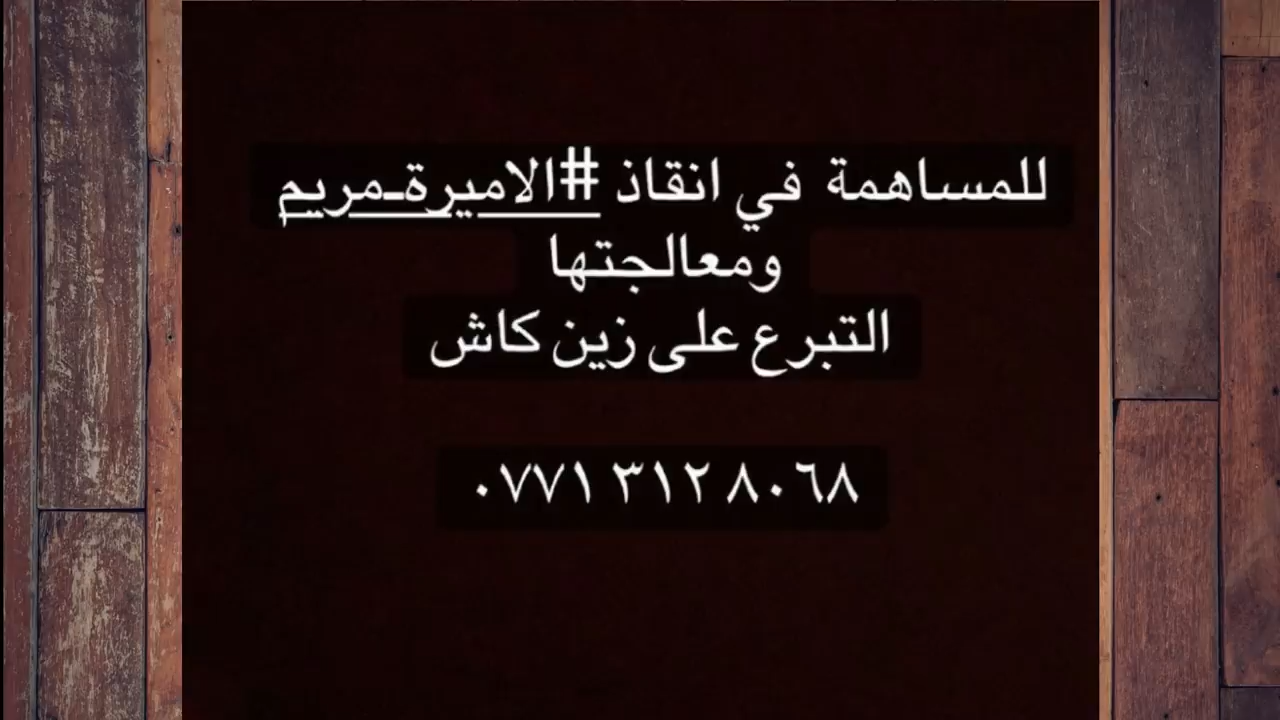 للمساهمة في انقاذ #الاميرة_مريم
ومعالجتها
التبرع على زين كاش
٠٧٧١ ٣١٢ ٨٠٦٨